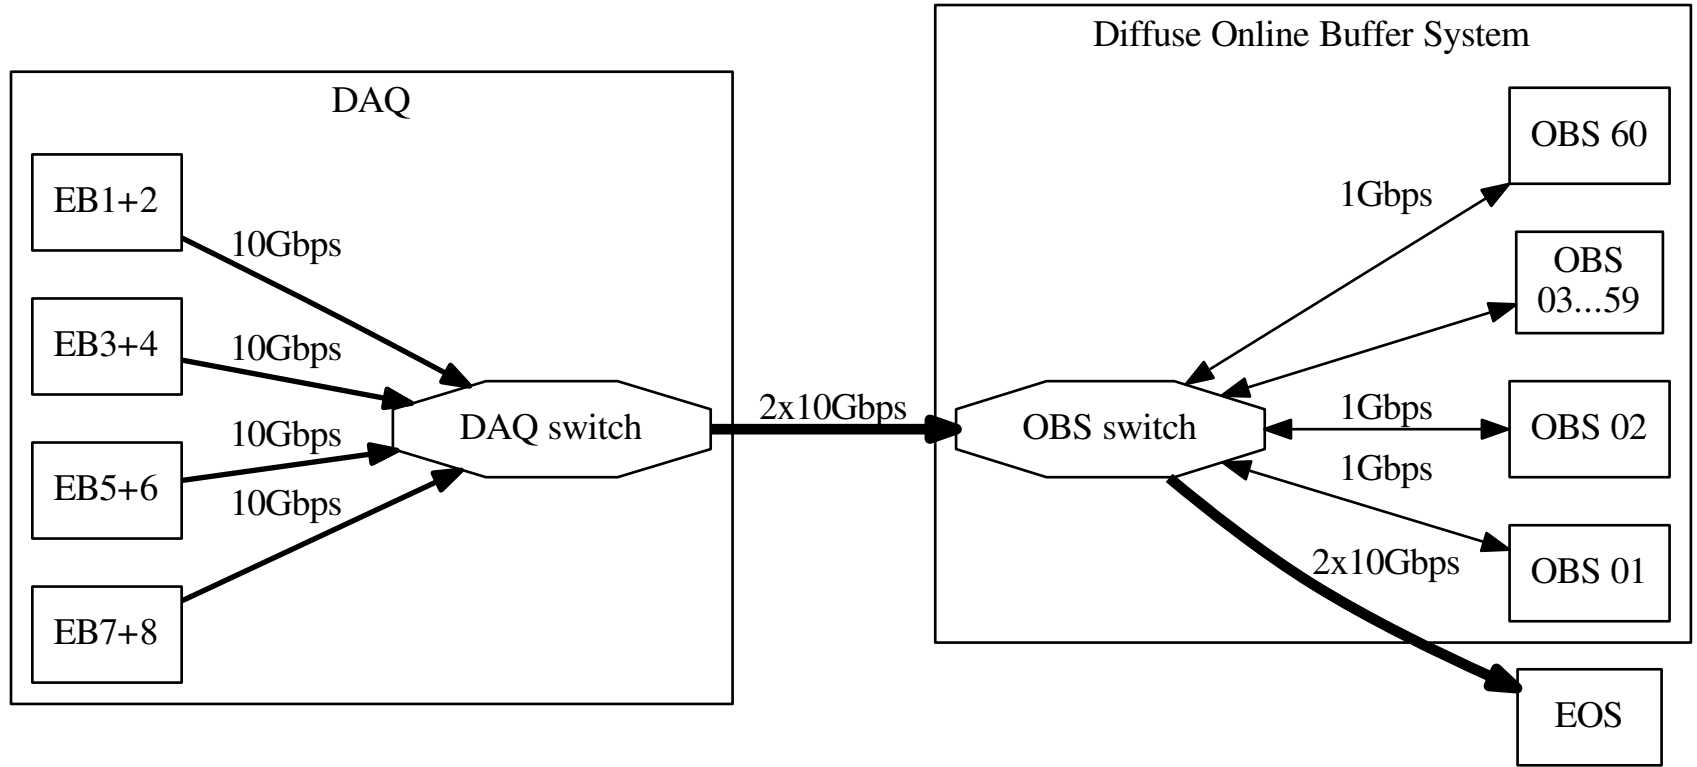 Diffuse Online Buffer System
DAQ
EB1+2
EB3+4
EB5+6
EB7+8
10Gbps
10Gbps
10Gbps
10Gbps
DAQ switch
2x10Gbps
OBS switch
1Gbps
1Gbps
1Gbps
2x10Gbps
OBS 60
OBS
03...59
OBS 02
OBS 01
EOS